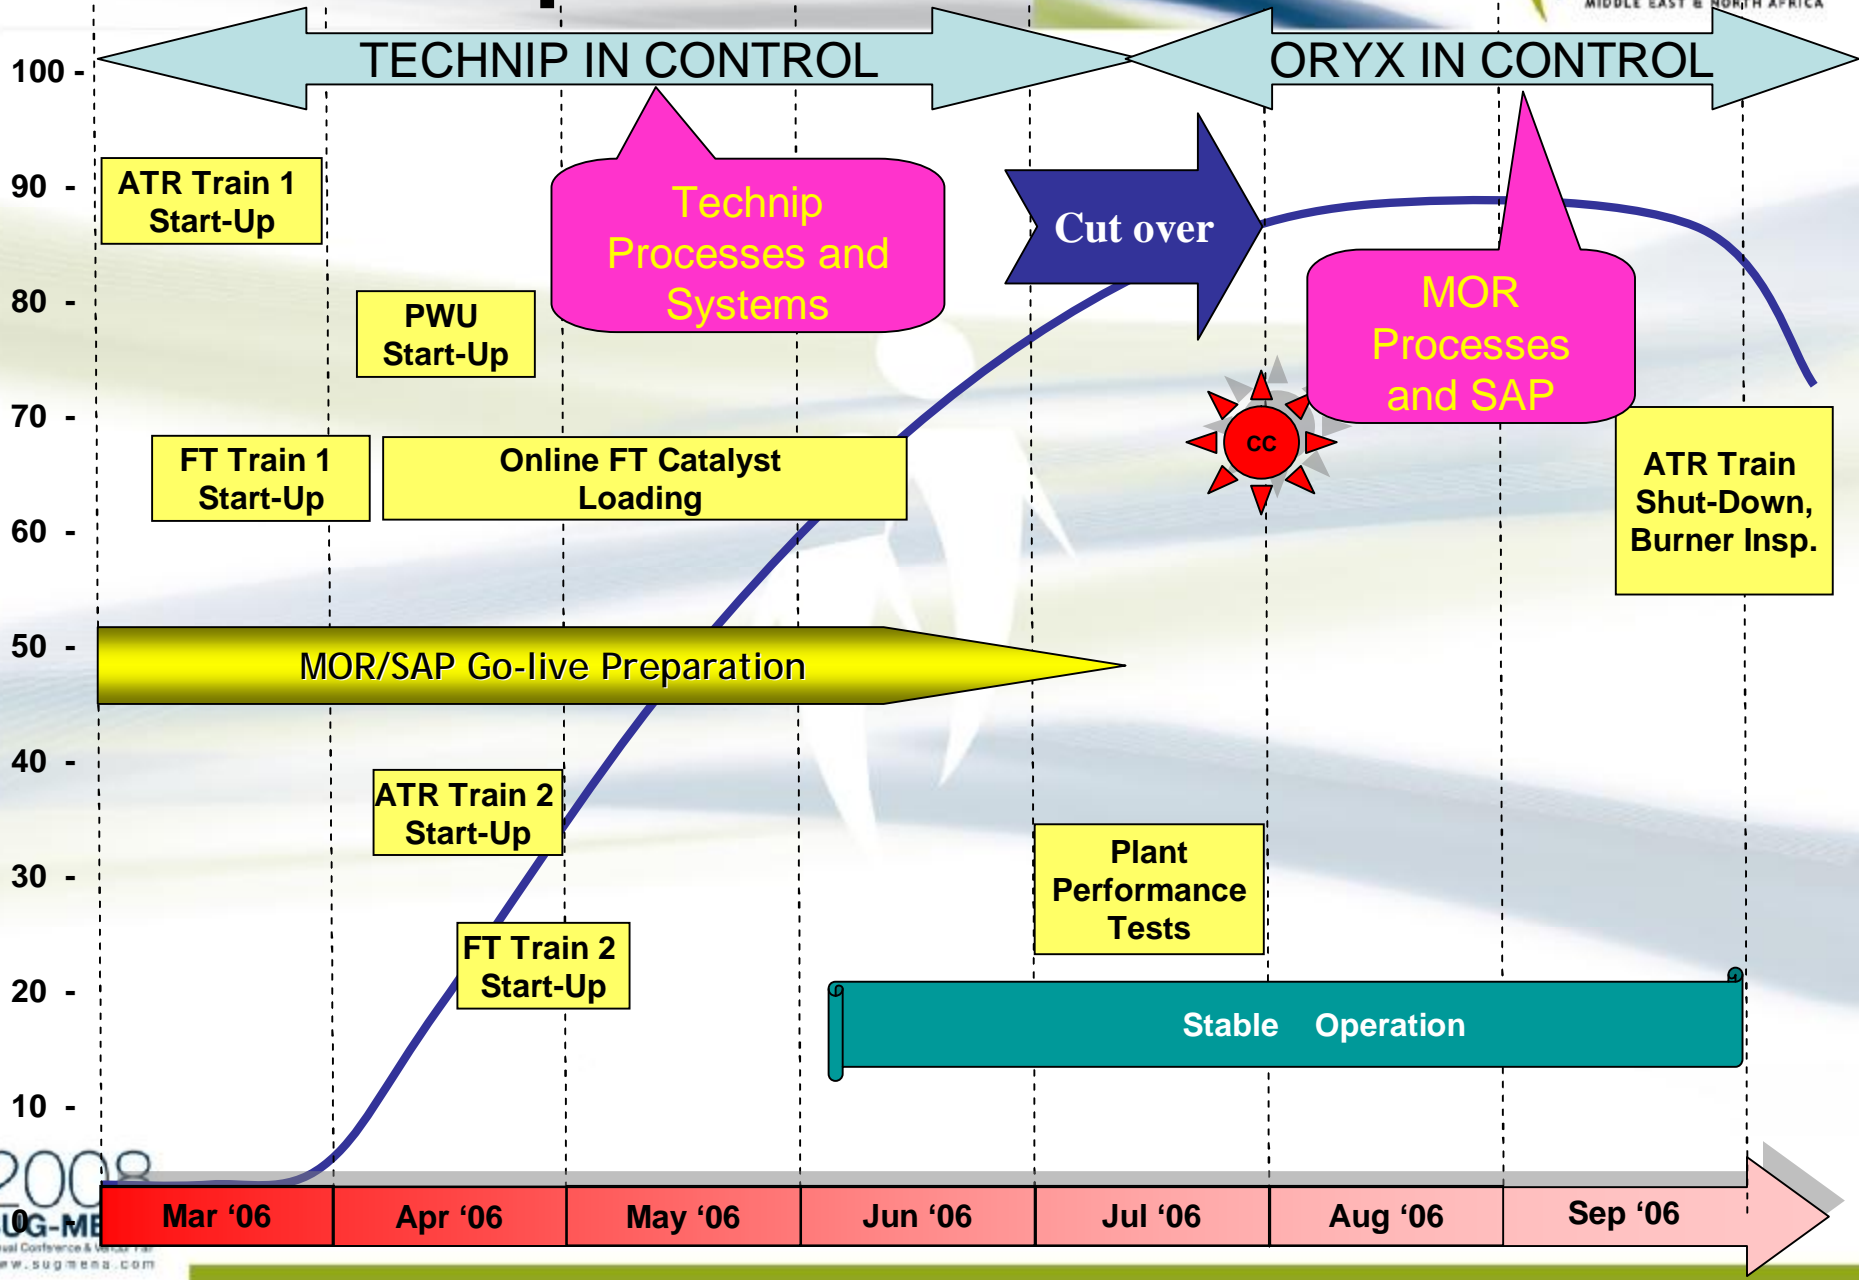 MIDDLE EAST & NORTH AFRICA
TECHNIP IN CONTROL
ORYX IN CONTROL
100 -
90 -
80 -
70 -
60 -
50 -
40 -
30 -
20 -
10 -
0 -
ATR Train 1
Start-Up
Technip
Processes and
Systems
Cut over
PWU
Start-Up
MOR
Processes
and SAP
FT Train 1
Start-Up
Online FT Catalyst
Loading
CC
ATR Train
Shut-Down,
Burner Insp.
MOR/SAP Go-live Preparation
ATR Train 2
Start-Up
Plant
Performance
Tests
FT Train 2
Start-Up
Stable Operation
Mar ‘06
Apr ‘06
May ‘06
Jun ‘06
Jul ‘06
Aug ‘06
Sep ‘06
2008
UG-ME
www.sugmena.com